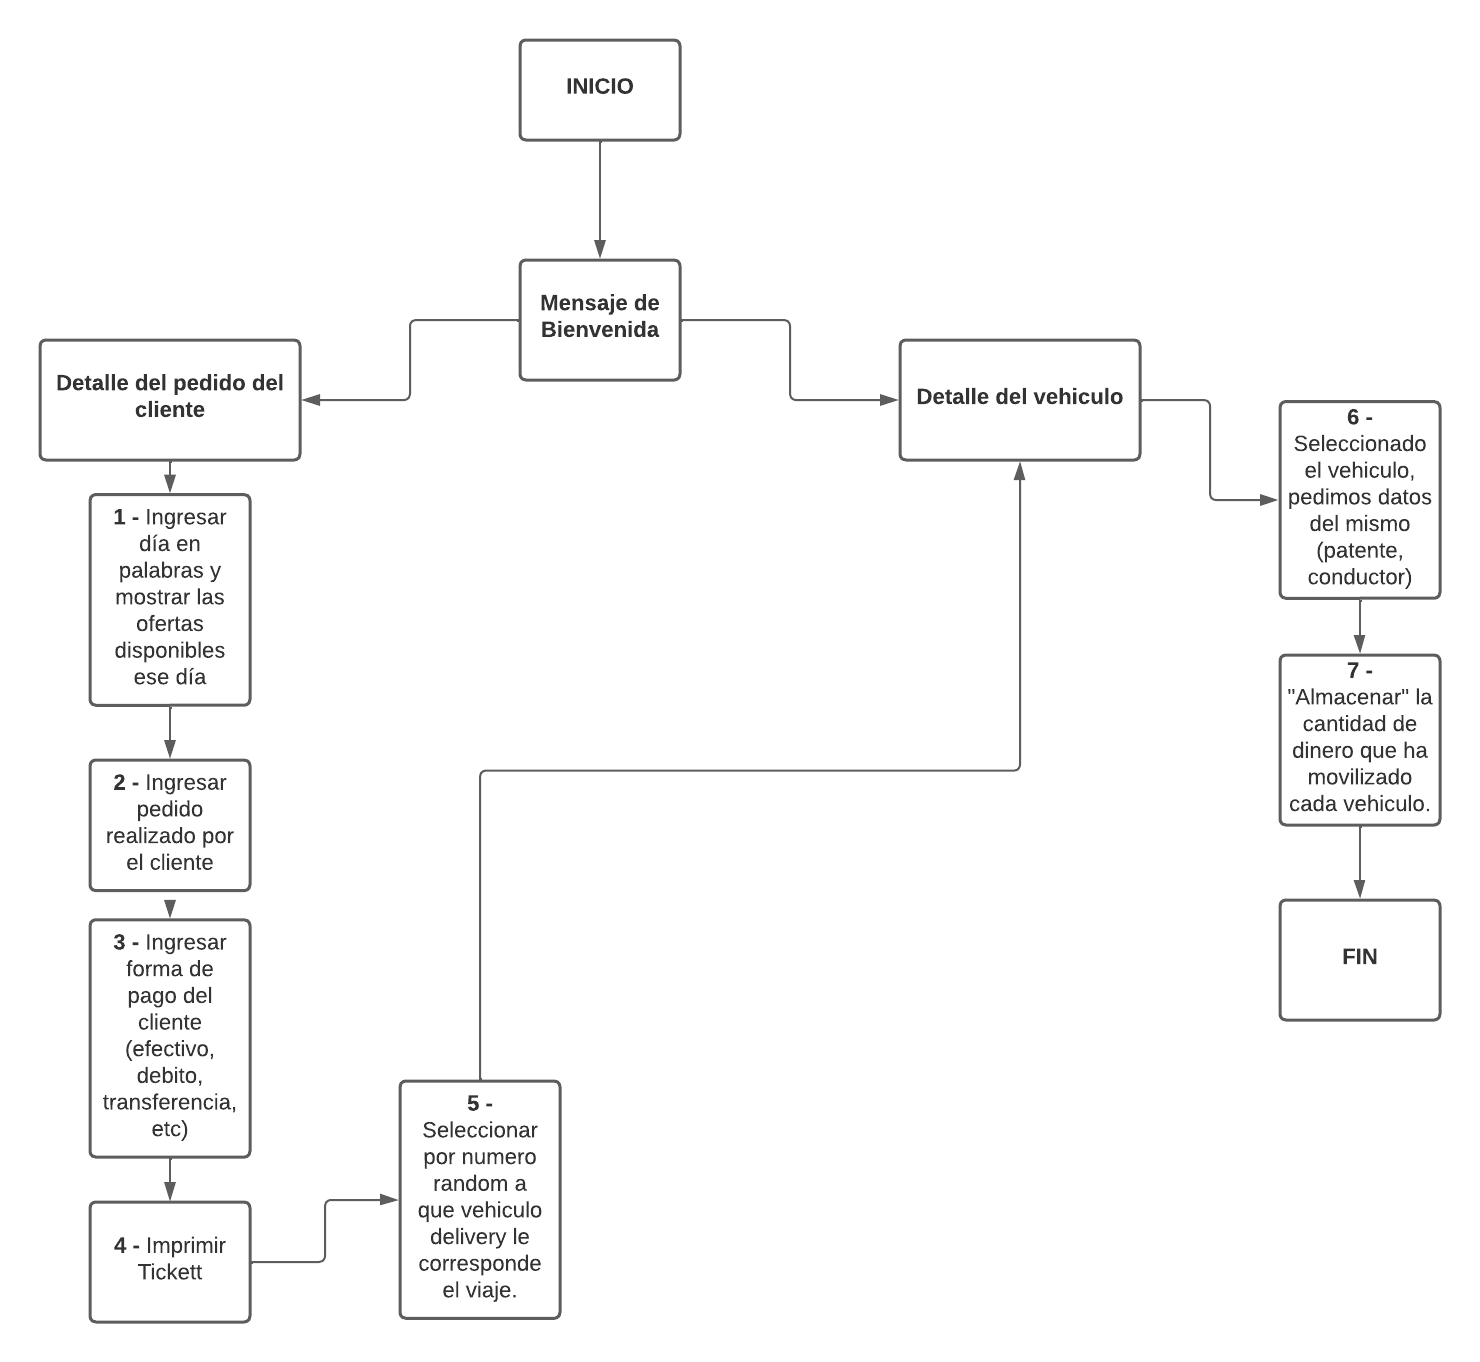 INICIO
Mensaje de
Bienvenida
Detalle del pedido del
cliente
1 - Ingresar
día en
palabras y
mostrar las
ofertas
disponibles
ese día
2 - Ingresar
pedido
realizado por
el cliente
3 - Ingresar
forma de
pago del
cliente
(efectivo,
debito,
transferencia,
etc)
4 - Imprimir
Tickett
5 -
Seleccionar
por numero
random a
que vehiculo
delivery le
corresponde
el viaje.
Detalle del vehiculo
6 -
Seleccionado
el vehiculo,
pedimos datos
del mismo
(patente,
conductor)
7 -
"Almacenar" la
cantidad de
dinero que ha
movilizado
cada vehiculo.
FIN